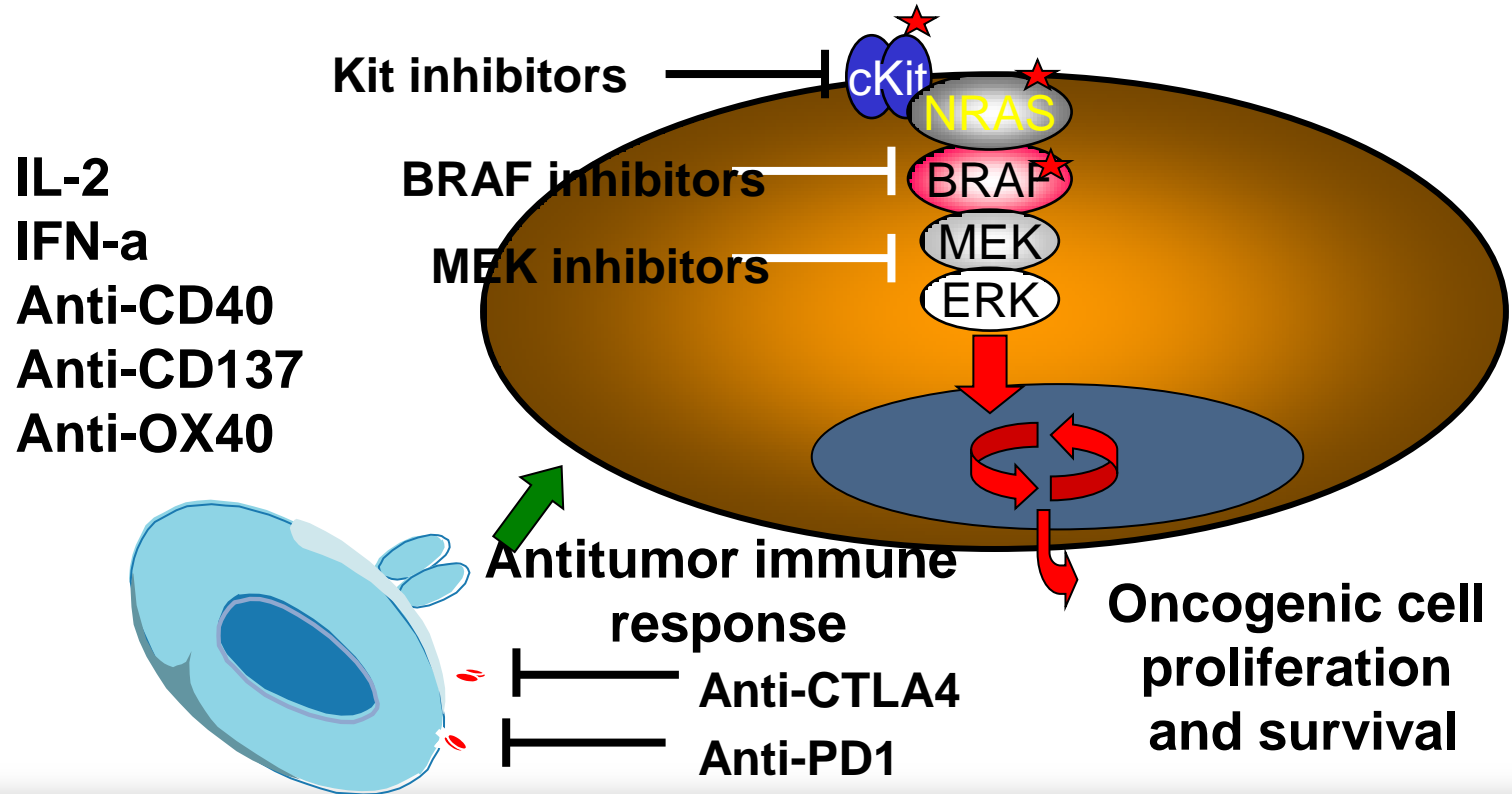 Kit inhibitors
cKit
NRAS
BRAF inhibitors
BRAF
MEK inhibitors
MEK
ERK
IL-2
IFN-a
Anti-CD40
Anti-CD137
Anti-OX40
Antitumor immune
response
Anti-CTLA4
Anti-PD1
Oncogenic cell
proliferation
and survival